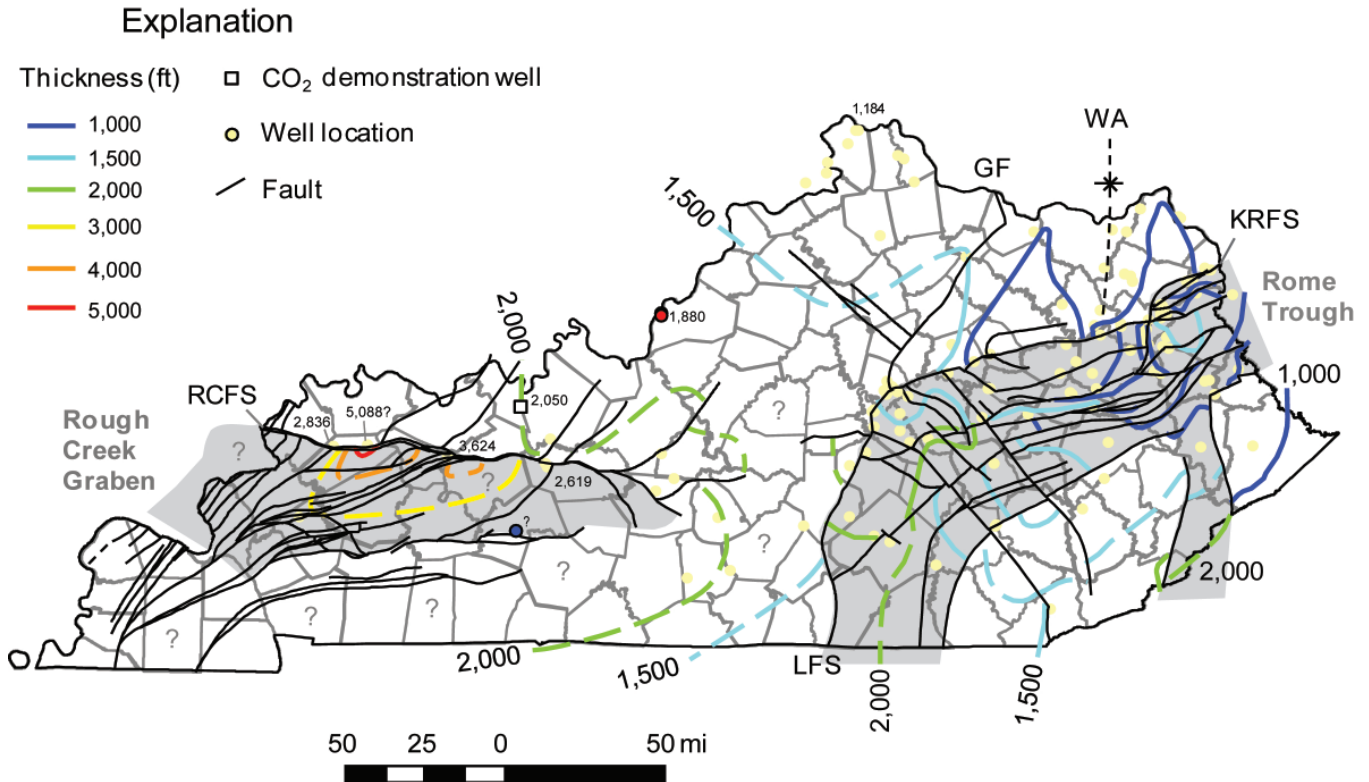 Explanation
Thickness (ft)
1,000
1,500
2,000
3,000
4,000
5,000
CO₂ demonstration well
Well location
Fault
1,184
WA
GF
1,500
KRFS
Rome
Trough
1,880
2,000
RCFS
2,836
5,088?
2,050
1,000
Rough
Creek
Graben
?
3,624
?
?
2,619
?
?
?
2,000
?
?
?
?
?
2,000
1,500
LFS
2,000
1,500
50 25 0 50 mi